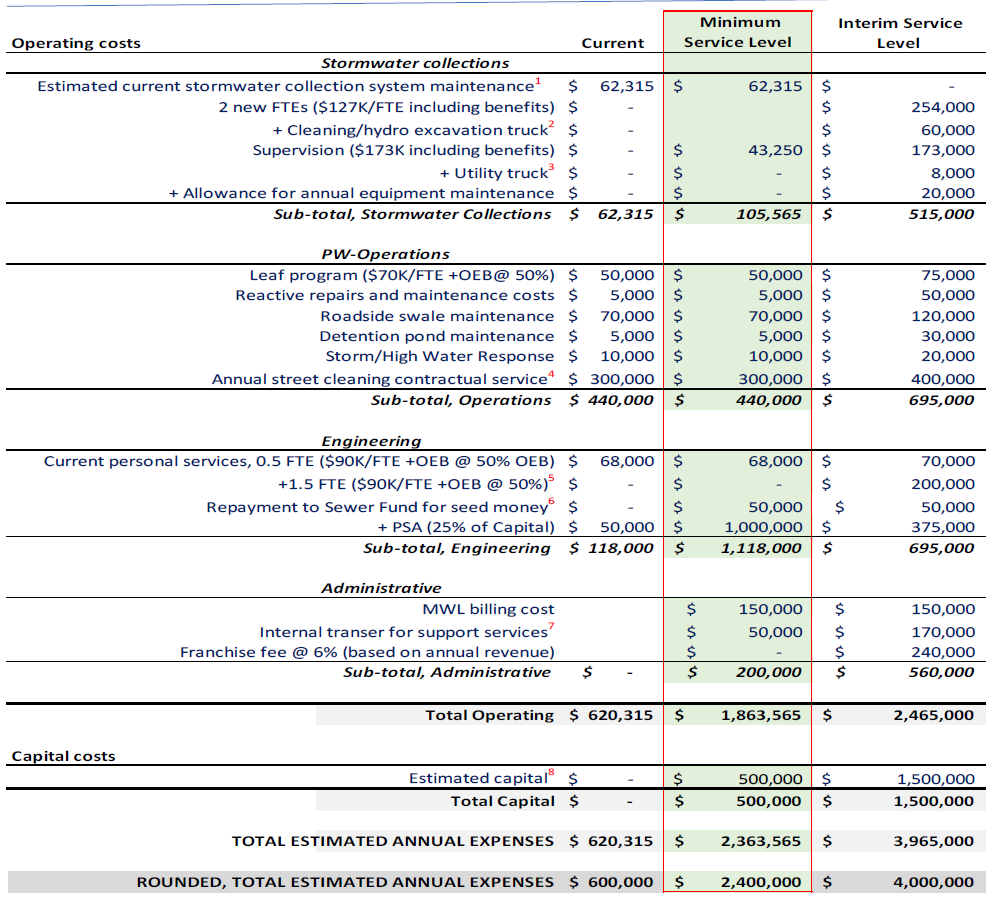 Minimum Interim Service
Operating costs Current Service Level Level
Stormwater collections
Estimated current stormwater collection system maintenance1 $ 62,315 $ 62,315 $ -
2 new FTEs ($127K/FTE including benefits) $ - $ 254,000
+ Cleaning/hydro excavation truck2 $ - $ 60,000
Supervision ($173K including benefits) $ - $ 43,250 $ 173,000
+ Utility truck3 $ - $ - $ 8,000
+ Allowance for annual equipment maintenance $ - $ - $ 20,000
Sub-total, Stormwater Collections $ 62,315 $ 105,565 $ 515,000
PW-Operations
Leaf program ($70K/FTE +OEB@ 50%) $ 50,000 $ 50,000 $ 75,000
Reactive repairs and maintenance costs $ 5,000 $ 5,000 $ 50,000
Roadside swale maintenance $ 70,000 $ 70,000 $ 120,000
Detention pond maintenance $ 5,000 $ 5,000 $ 30,000
Storm/High Water Response $ 10,000 $ 10,000 $ 20,000
Annual street cleaning contractual service4 $ 300,000 $ 300,000 $ 400,000
Sub-total, Operations $ 440,000 $ 440,000 $ 695,000
Engineering
Current personal services, 0.5 FTE ($90K/FTE +OEB @ 50% OEB) $ 68,000 $ 68,000 $ 70,000
+1.5 FTE ($90K/FTE +OEB @ 50%)5 $ - $ - $ 200,000
Repayment to Sewer Fund for seed money6 $ - $ 50,000 $ 50,000
+ PSA (25% of Capital) $ 50,000 $ 1,000,000 $ 375,000
Sub-total, Engineering $ 118,000 $ 1,118,000 $ 695,000
Administrative
MWL billing cost $ 150,000 $ 150,000
Internal transer for support services7 $ 50,000 $ 170,000
Franchise fee @ 6% (based on annual revenue) $ - $ 240,000
Sub-total, Administrative $ - $ 200,000 $ 560,000
Total Operating $ 620,315 $ 1,863,565 $ 2,465,000
Capital costs
Estimated capital8 $ - $ 500,000 $ 1,500,000
Total Capital $ - $ 500,000 $ 1,500,000
TOTAL ESTIMATED ANNUAL EXPENSES $ 620,315 $ 2,363,565 $ 3,965,000
ROUNDED, TOTAL ESTIMATED ANNUAL EXPENSES $ 600,000 $ 2,400,000 $ 4,000,000